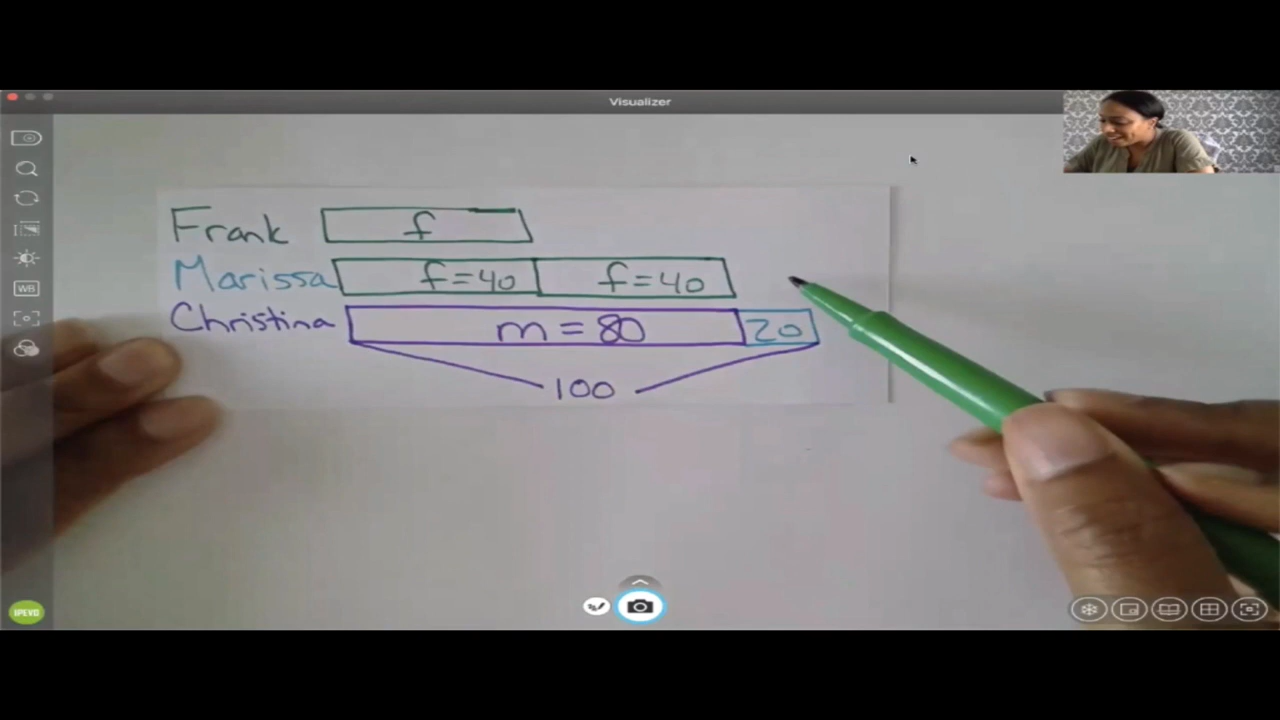 Visualizer
Frank f
Marissa f=40 f=40
Christina m = 80 20
100
WB
IPEVO